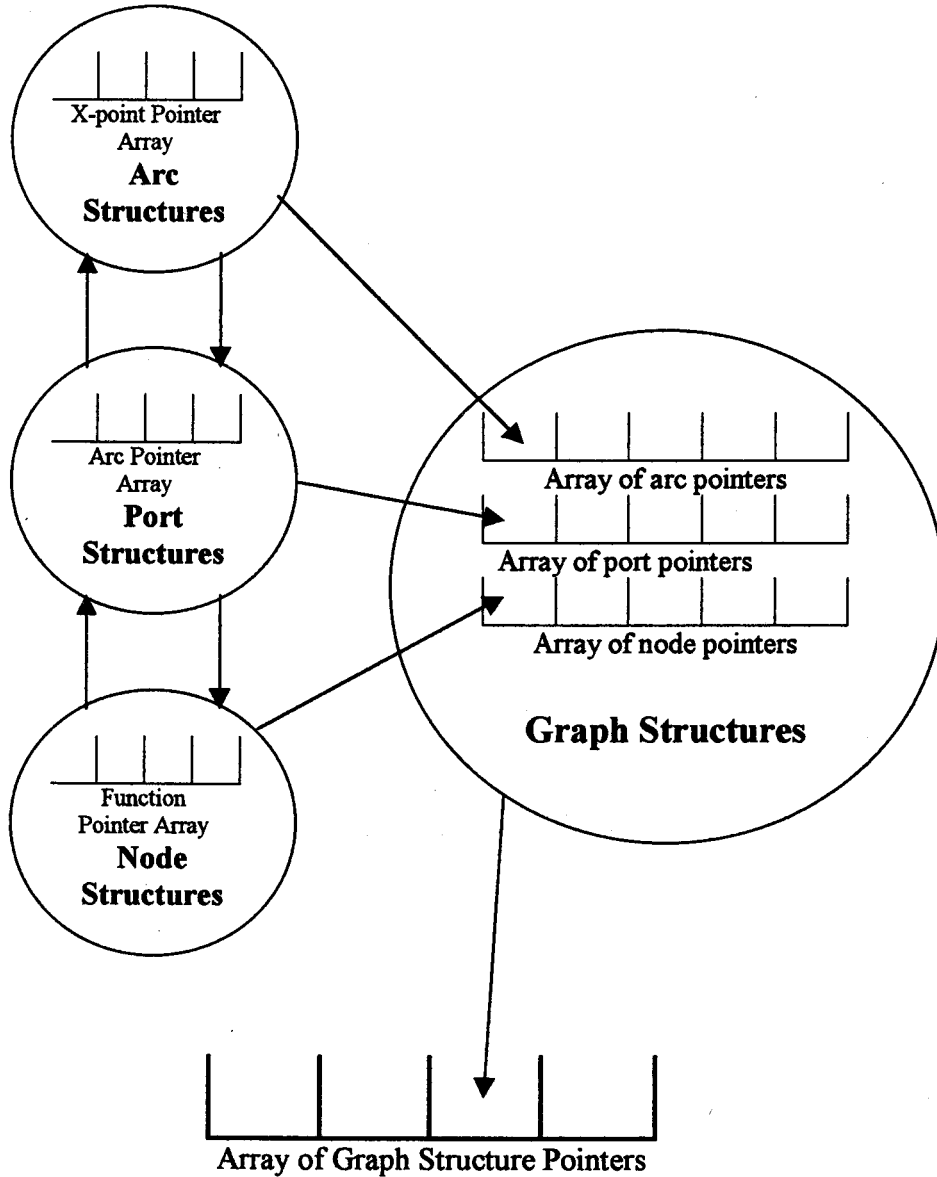 X-point Pointer
Array
Arc
Structures
Arc Pointer
Array
Port
Structures
Function
Pointer Array
Node
Structures
Array of arc pointers
Array of port pointers
Array of node pointers
Graph Structures
Array of Graph Structure Pointers